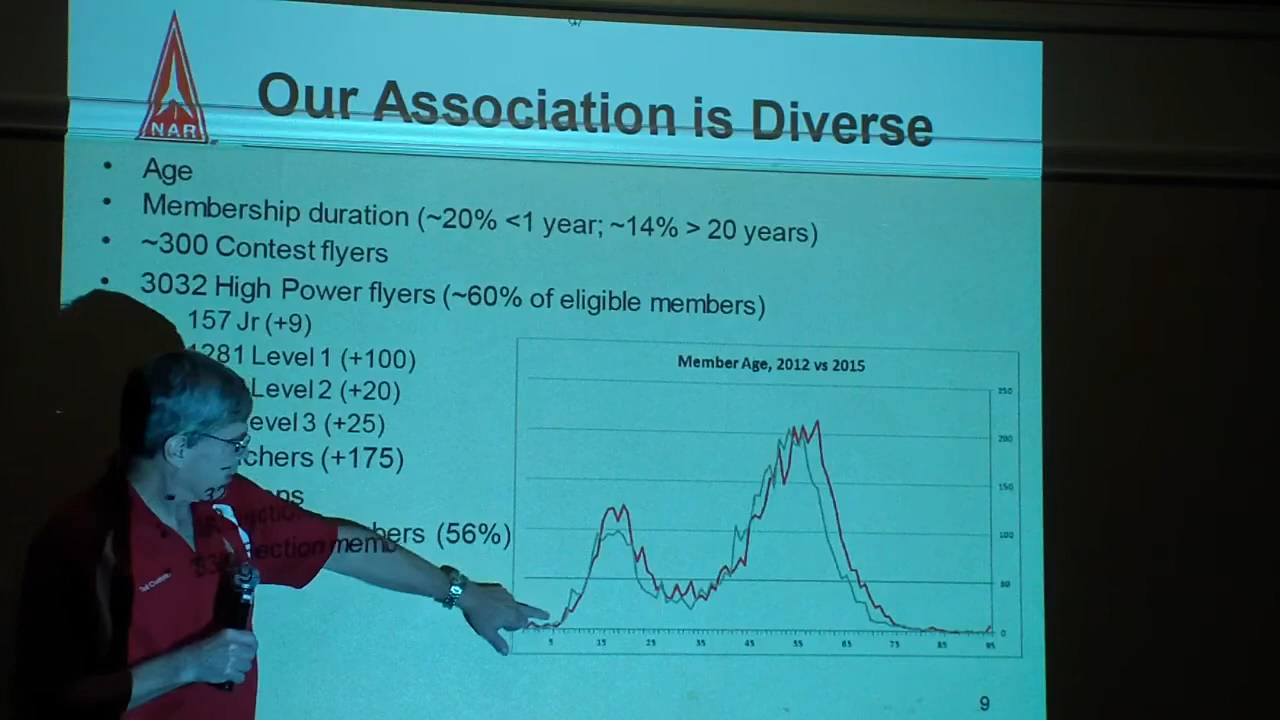 NAR
Our Association is Diverse
• Age
• Membership duration (~20% <1 year; ~14% > 20 years)
• ~300 Contest flyers
• 3032 High Power flyers (~60% of eligible members)
157 Jr (+9)
1281 Level 1 (+100)
Level 2 (+20)
evel 3 (+25)
chers (+175)
(56%)
Member Age, 2012 vs 2015
250
200
150
100
50
0
5 15 25 35 45 55 65 75 85 95
9